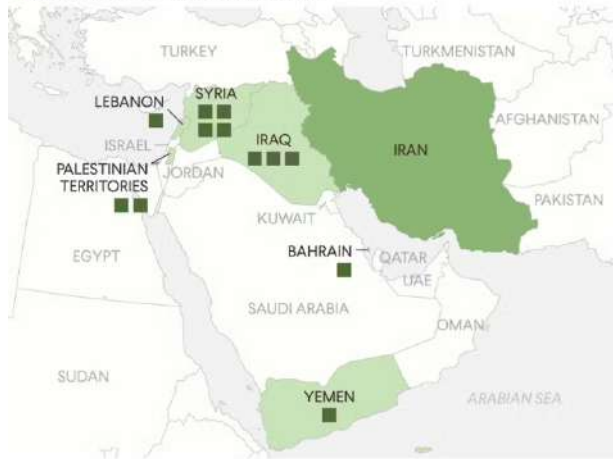 TURKEY
TURKMENISTAN
SYRIA
LEBANON
AFGHANISTAN
IRAQ
IRAN
ISRAEL
PALESTINIAN
TERRITORIES
JORDAN
PAKISTAN
KUWAIT
BAHRAIN
QATAR
EGYPT
UAE
SAUDI ARABIA
OMAN
SUDAN
YEMEN
ARABIAN SEA